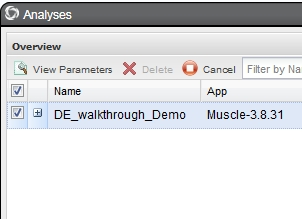 Analyses
Overview
View Parameters Delete Cancel Filter by Na
Name App
DE_walkthrough_Demo Muscle-3.8.31